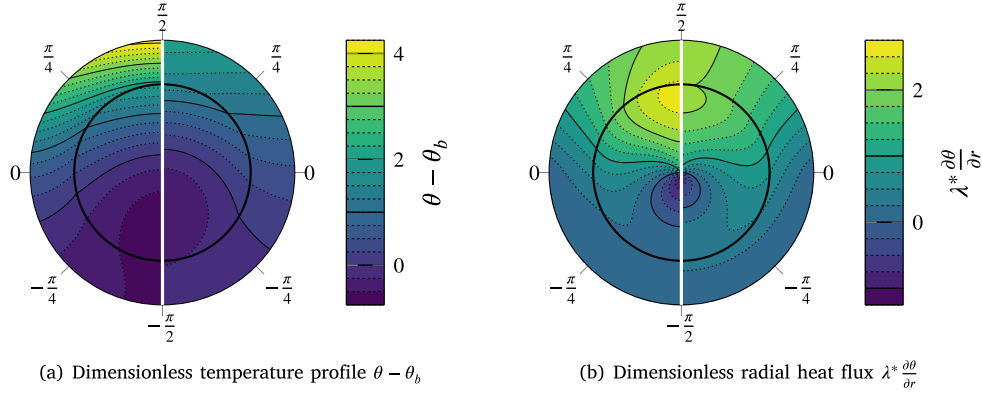 π/2
π/4
π/4
0
0
−π/4
−π/4
−π/2
4
2
0
θ − θ_b
π/2
π/4
π/4
0
0
−π/4
−π/4
−π/2
2
0
λ* ∂θ/∂r
(a) Dimensionless temperature profile θ − θ_b
(b) Dimensionless radial heat flux λ* ∂θ/∂r